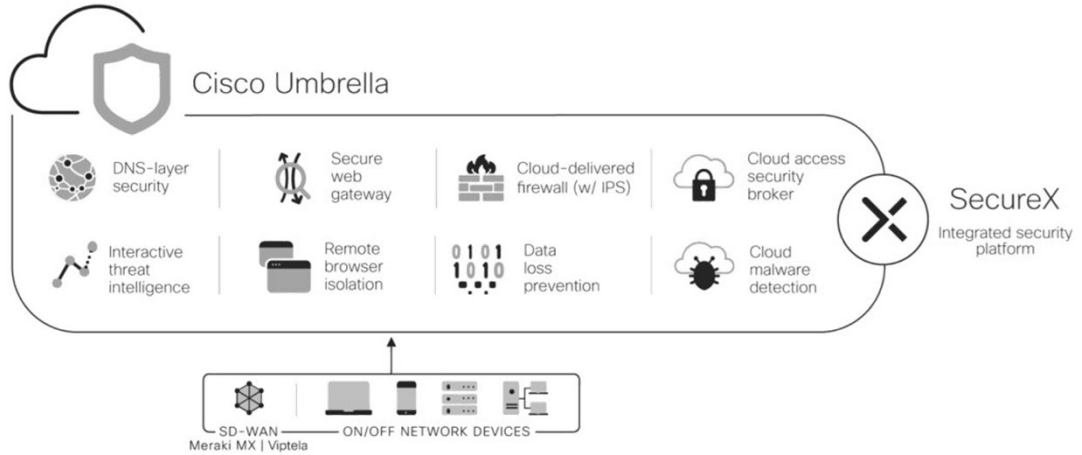 Cisco Umbrella
DNS-layer
security
Secure
web
gateway
Cloud-delivered
firewall (w/ IPS)
Cloud access
security
broker
Interactive
threat
intelligence
Remote
browser
isolation
0101
1010
Data
loss
prevention
Cloud
malware
detection
SecureX
Integrated security
platform
SD-WAN
Meraki MX | Viptela
ON/OFF NETWORK DEVICES